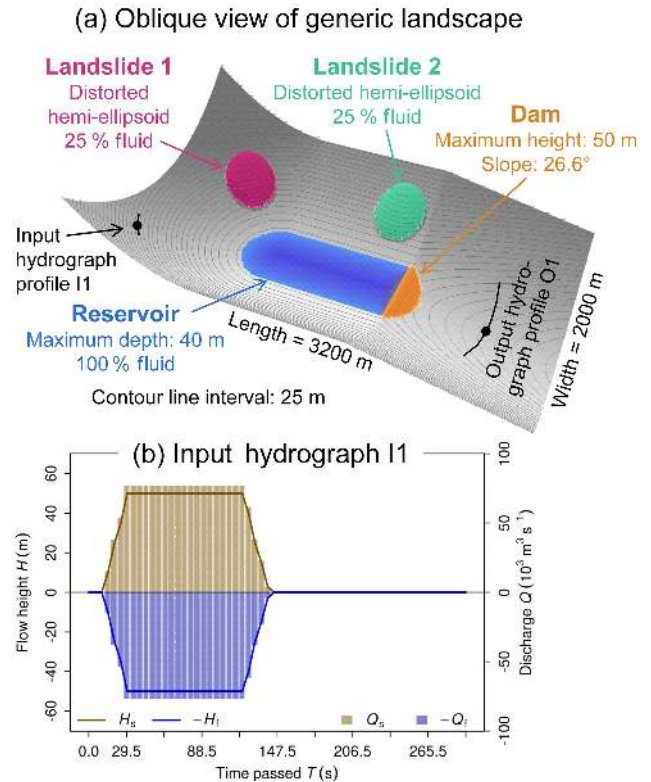 (a) Oblique view of generic landscape
Landslide 1
Distorted
hemi-ellipsoid
25 % fluid
Landslide 2
Distorted hemi-ellipsoid
25 % fluid
Dam
Maximum height: 50 m
Slope: 26.6°
Input
hydrograph
profile I1
Reservoir
Maximum depth: 40 m
100 % fluid
Length = 3200 m
Output hydro-
graph profile O1
Width = 2000 m
Contour line interval: 25 m
(b) Input hydrograph I1
Flow height H (m)
60
40
20
0
-20
-40
-60
Discharge Q (10³ m³ s⁻¹)
100
50
0
-50
-100
Hs
-Hf
Qs
-Qf
0.0 29.5 88.5 147.5 206.5 265.5
Time passed T (s)